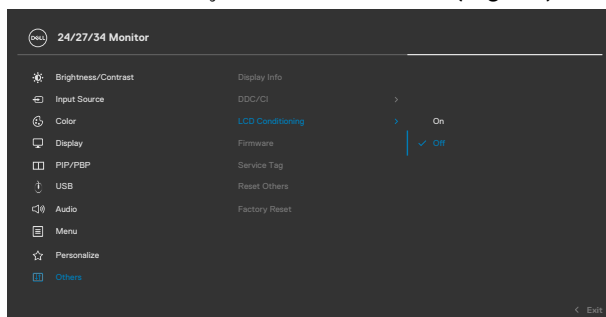 DELL
24/27/34 Monitor
Brightness/Contrast
Display Info
Input Source
DDC/CI
Color
LCD Conditioning
On
Display
Firmware
Off
PIP/PBP
Service Tag
USB
Reset Others
Audio
Factory Reset
Menu
Personalize
Others
Exit